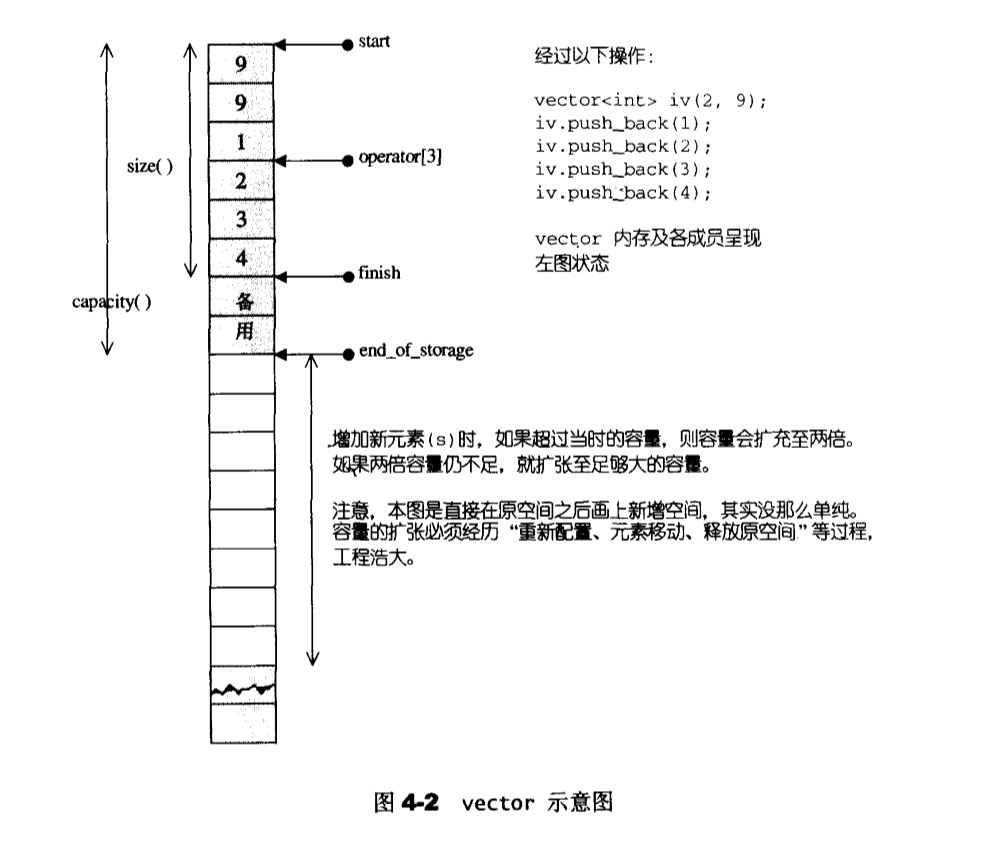 start
9
9
1
operator[3]
size( )
2
3
4
finish
capacity( )
备
用
end_of_storage
经过以下操作：
vector<int> iv(2, 9);
iv.push_back(1);
iv.push_back(2);
iv.push_back(3);
iv.push_back(4);
vector 内存及各成员呈现
左图状态
增加新元素(s)时，如果超过当时的容量，则容量会扩充至两倍。
如果两倍容量仍不足，就扩张至足够大的容量。
注意，本图是直接在原空间之后画上新增空间，其实没那么单纯。
容量的扩张必须经历“重新配置、元素移动、释放原空间”等过程，
工程浩大。
图 4-2 vector 示意图